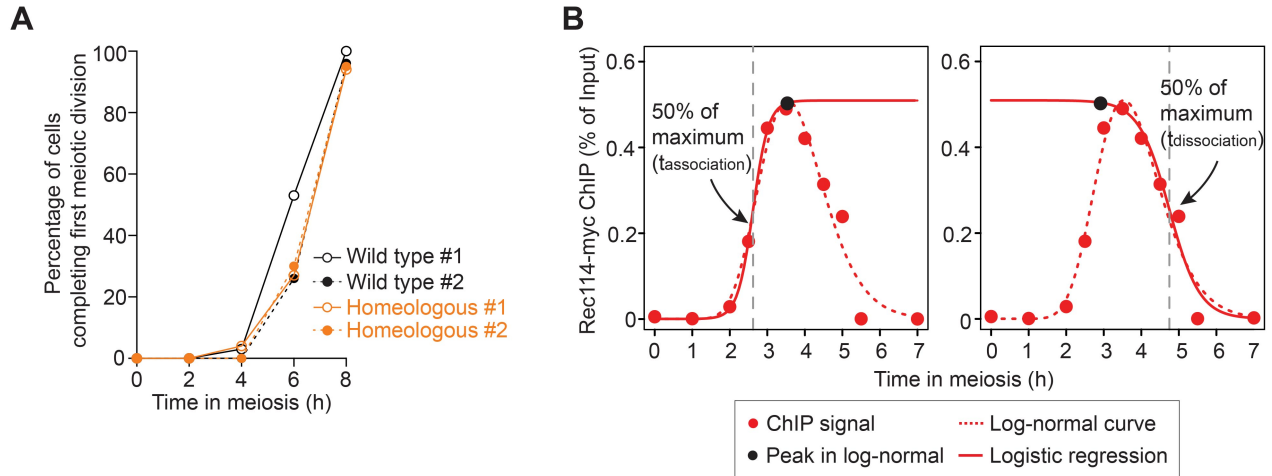 A
Percentage of cells
completing first meiotic division
100
80
60
40
20
0
0 2 4 6 8
Time in meiosis (h)
Wild type #1
Wild type #2
Homeologous #1
Homeologous #2
B
Rec114-myc ChIP (% of Input)
0.6
0.4
0.2
0
50% of
maximum
(tassociation)
0 1 2 3 4 5 6 7
0.6
0.4
0.2
0
50% of
maximum
(tdissociation)
0 1 2 3 4 5 6 7
Time in meiosis (h)
ChIP signal
Log-normal curve
Peak in log-normal
Logistic regression